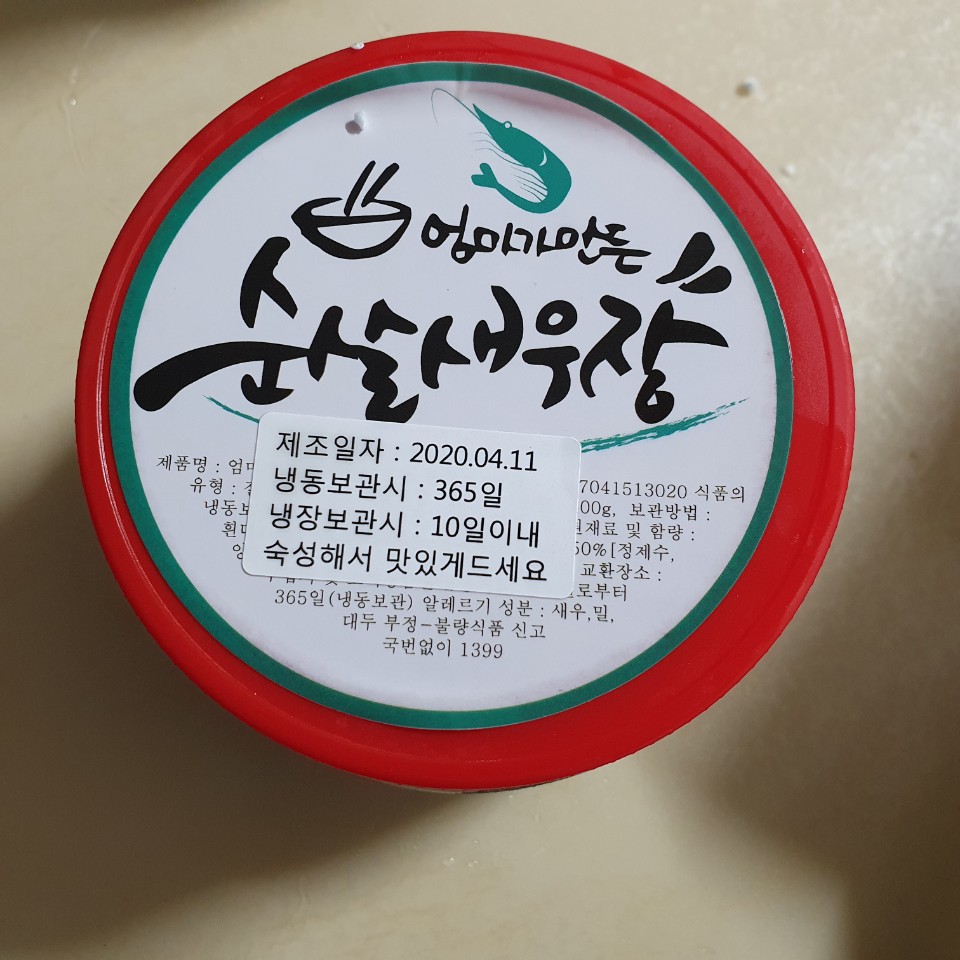 엄마가만든
순살새우장
제조일자 : 2020.04.11
냉동보관시 : 365일
냉장보관시 : 10일이내
숙성해서 맛있게드세요
제품명 : 엄마
7041513020 식품의
유형 :
00g, 보관방법 :
냉동보
원재료 및 함량 :
흰다
50%[정제수,
교환장소 :
로부터
365일(냉동보관) 알레르기 성분 : 새우,밀,
대두 부정-불량식품 신고
국번없이 1399